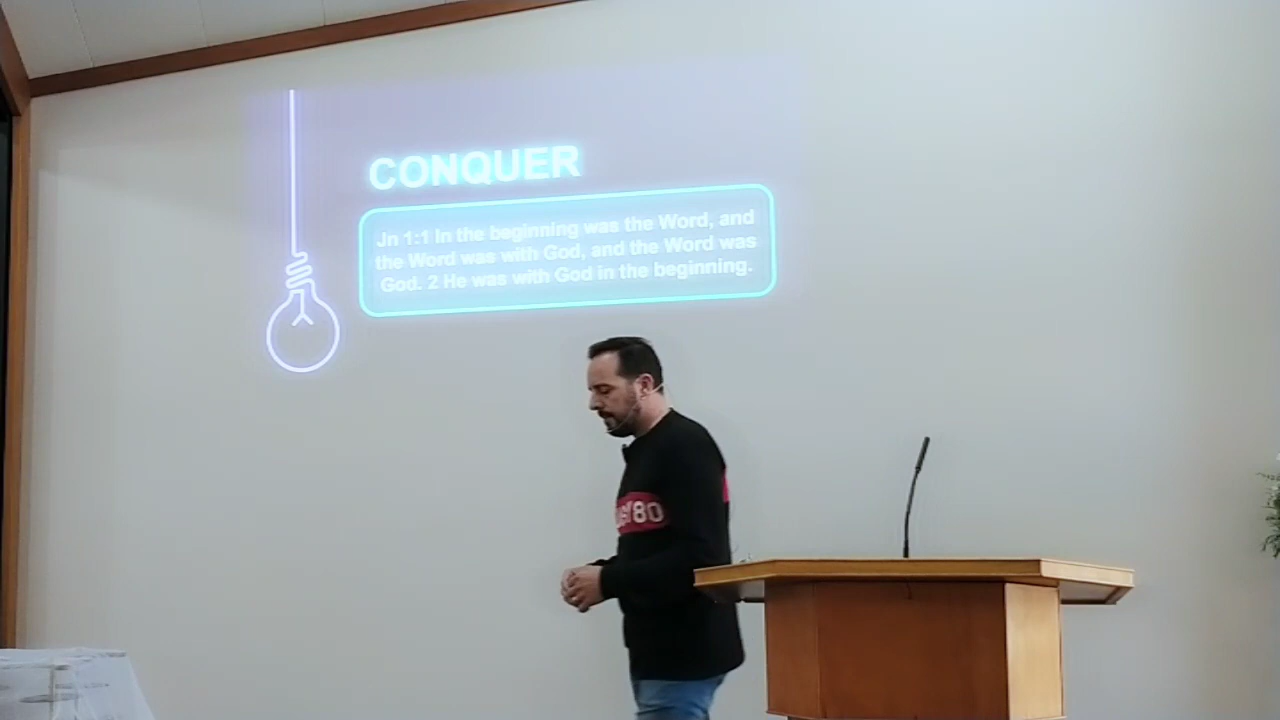 CONQUER
Jn 1:1 In the beginning was the Word, and
the Word was with God, and the Word was
God. 2 He was with God in the beginning.
80